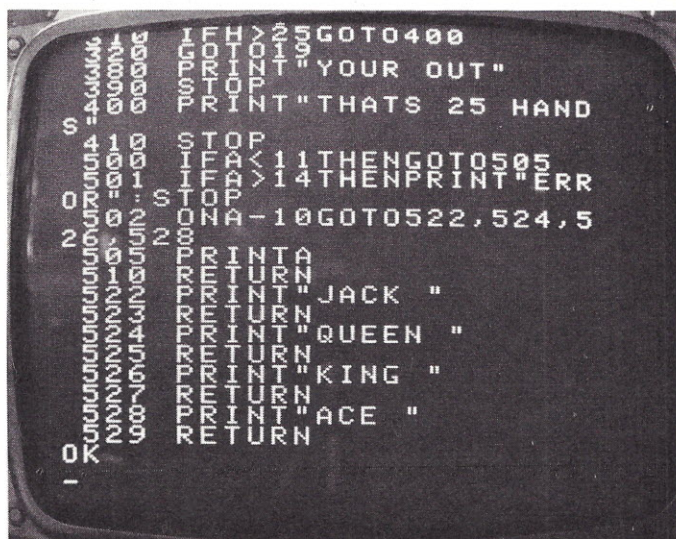 310 IFH>25GOTO400
320 GOTO19
380 PRINT"YOUR OUT"
390 STOP
400 PRINT"THATS 25 HAND
S"
410 STOP
500 IFA<11THENGOTO505
501 IFA>14THENPRINT"ERR
OR":STOP
502 ONA-10GOTO522,524,5
26,528
505 PRINTA
510 RETURN
522 PRINT"JACK "
523 RETURN
524 PRINT"QUEEN "
525 RETURN
526 PRINT"KING "
527 RETURN
528 PRINT"ACE "
529 RETURN
OK
_